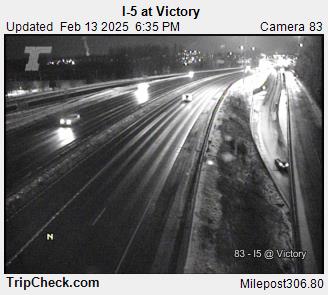 I-5 at Victory
Updated Feb 13 2025 6:35 PM Camera 83
T
N
83 - I5 @ Victory
TripCheck.com Milepost306.80